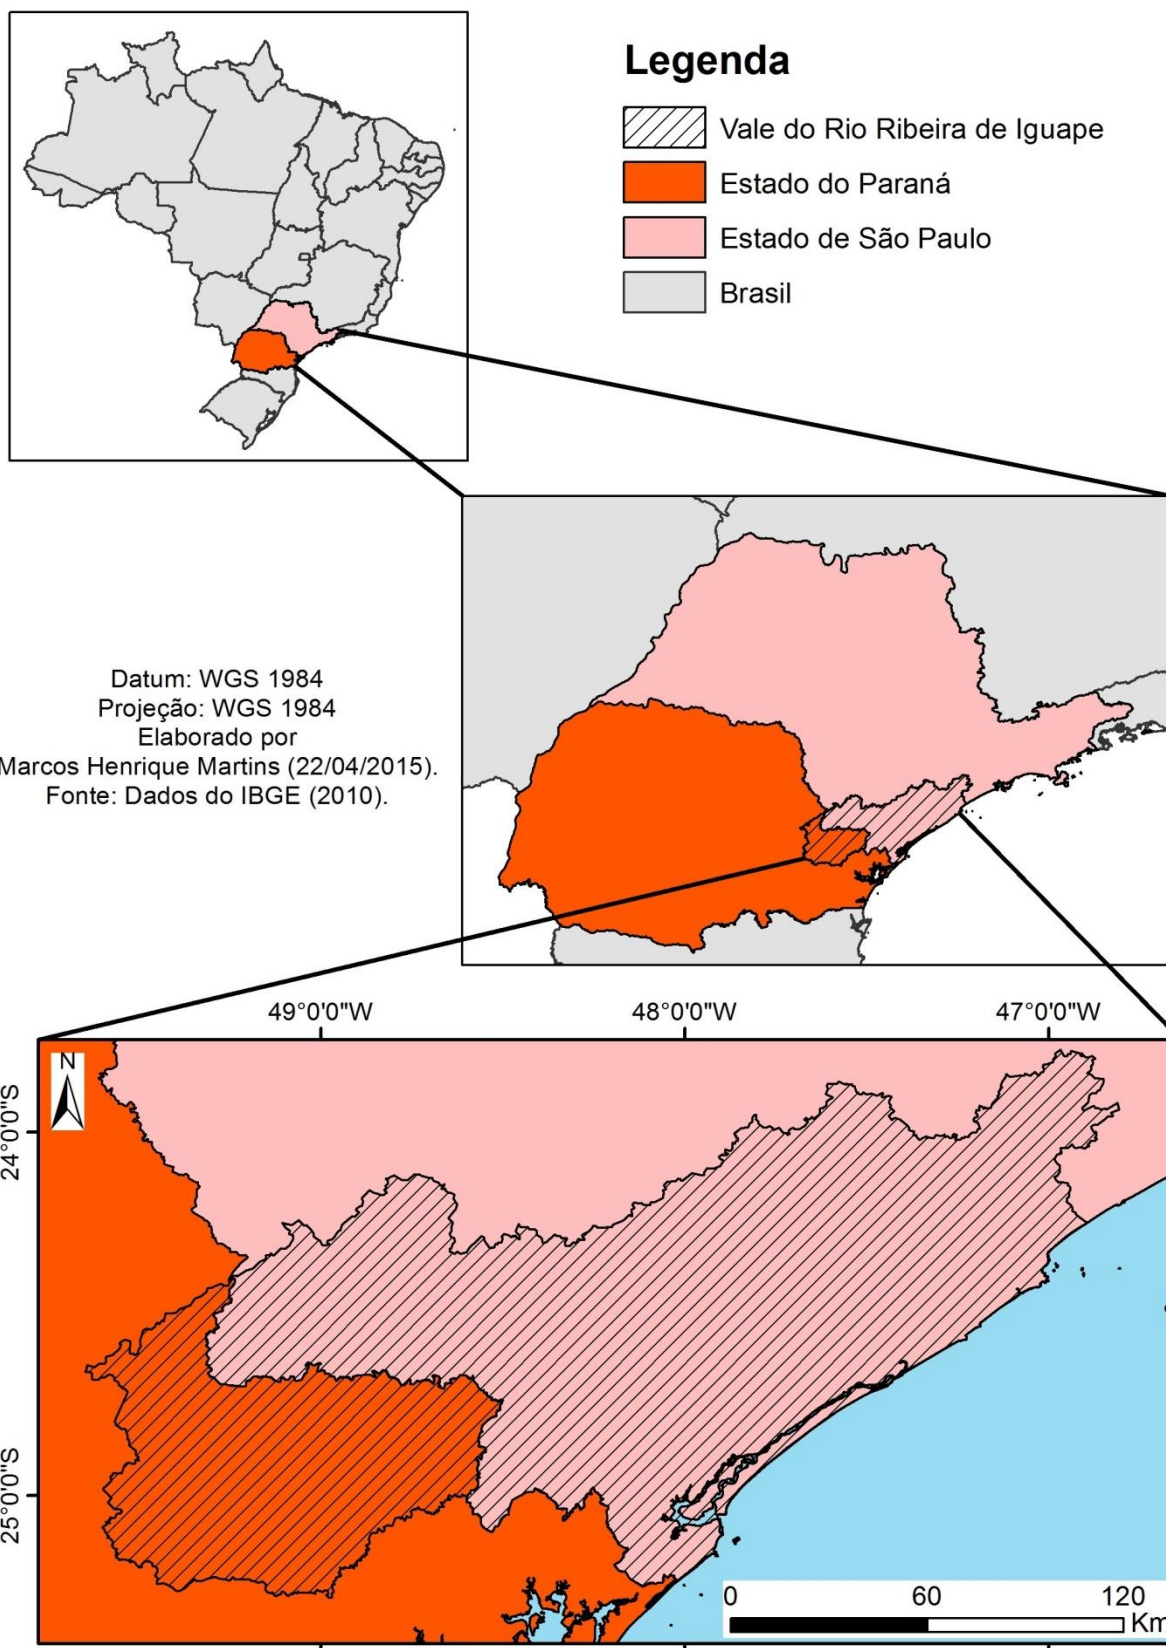 Legenda
Vale do Rio Ribeira de Iguape
Estado do Paraná
Estado de São Paulo
Brasil
Datum: WGS 1984
Projeção: WGS 1984
Elaborado por
Marcos Henrique Martins (22/04/2015).
Fonte: Dados do IBGE (2010).
49°0'0"W
48°0'0"W
47°0'0"W
N
24°0'0"S
25°0'0"S
0
60
120
Km